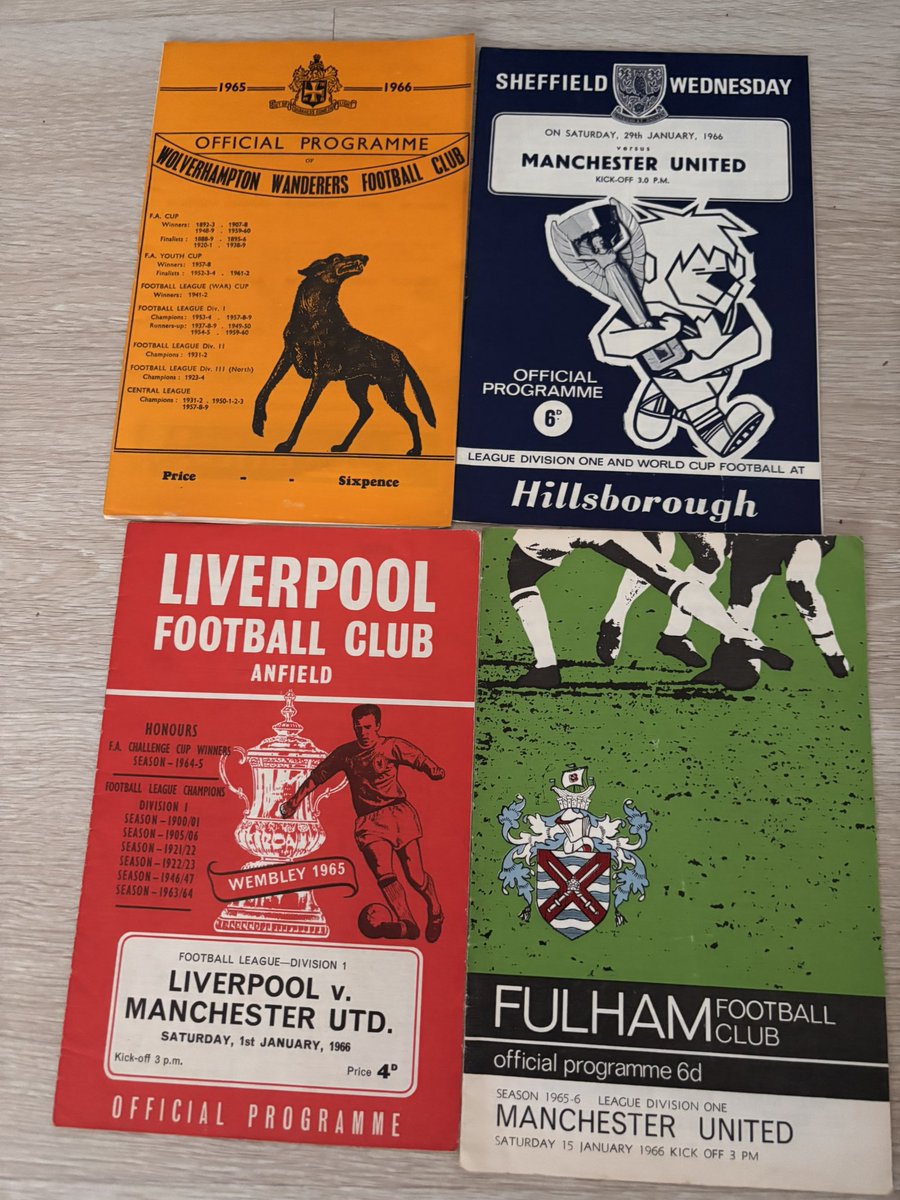 1965 1966
OFFICIAL PROGRAMME
OF
WOLVERHAMPTON WANDERERS FOOTBALL CLUB
F.A. CUP
Winners: 1892-3 . 1907-8
1948-9 . 1959-60
Finalists: 1888-9 . 1895-6
1920-1 . 1938-9
F.A. YOUTH CUP
Winners: 1957-8
Finalists: 1952-3-4 . 1961-2
FOOTBALL LEAGUE (WAR) CUP
Winners: 1941-2
FOOTBALL LEAGUE Div. I
Champions: 1953-4 . 1957-8-9
Runners-up: 1937-8-9 . 1949-50
1954-5 . 1959-60
FOOTBALL LEAGUE Div. II
Champions: 1931-2
FOOTBALL LEAGUE Div. III (North)
Champions: 1923-4
CENTRAL LEAGUE
Champions: 1931-2 . 1950-1-2-3
1957-8-9
Price - - Sixpence
SHEFFIELD WEDNESDAY
ON SATURDAY, 29th JANUARY, 1966
versus
MANCHESTER UNITED
KICK-OFF 3.0 P.M.
OFFICIAL
PROGRAMME
6D.
LEAGUE DIVISION ONE AND WORLD CUP FOOTBALL AT
Hillsborough
LIVERPOOL
FOOTBALL CLUB
ANFIELD
HONOURS
F.A. CHALLENGE CUP WINNERS
SEASON-1964-5
FOOTBALL LEAGUE CHAMPIONS
DIVISION 1
SEASON-1900/01
SEASON-1905/06
SEASON-1921/22
SEASON-1922/23
SEASON-1946/47
SEASON-1963/64
WEMBLEY 1965
FOOTBALL LEAGUE—DIVISION 1
LIVERPOOL v.
MANCHESTER UTD.
SATURDAY, 1st JANUARY, 1966
Kick-off 3 p.m.
Price 4D
OFFICIAL PROGRAMME
FULHAM FOOTBALL CLUB
official programme 6d
SEASON 1965-6 LEAGUE DIVISION ONE
MANCHESTER UNITED
SATURDAY 15 JANUARY 1966 KICK OFF 3 PM